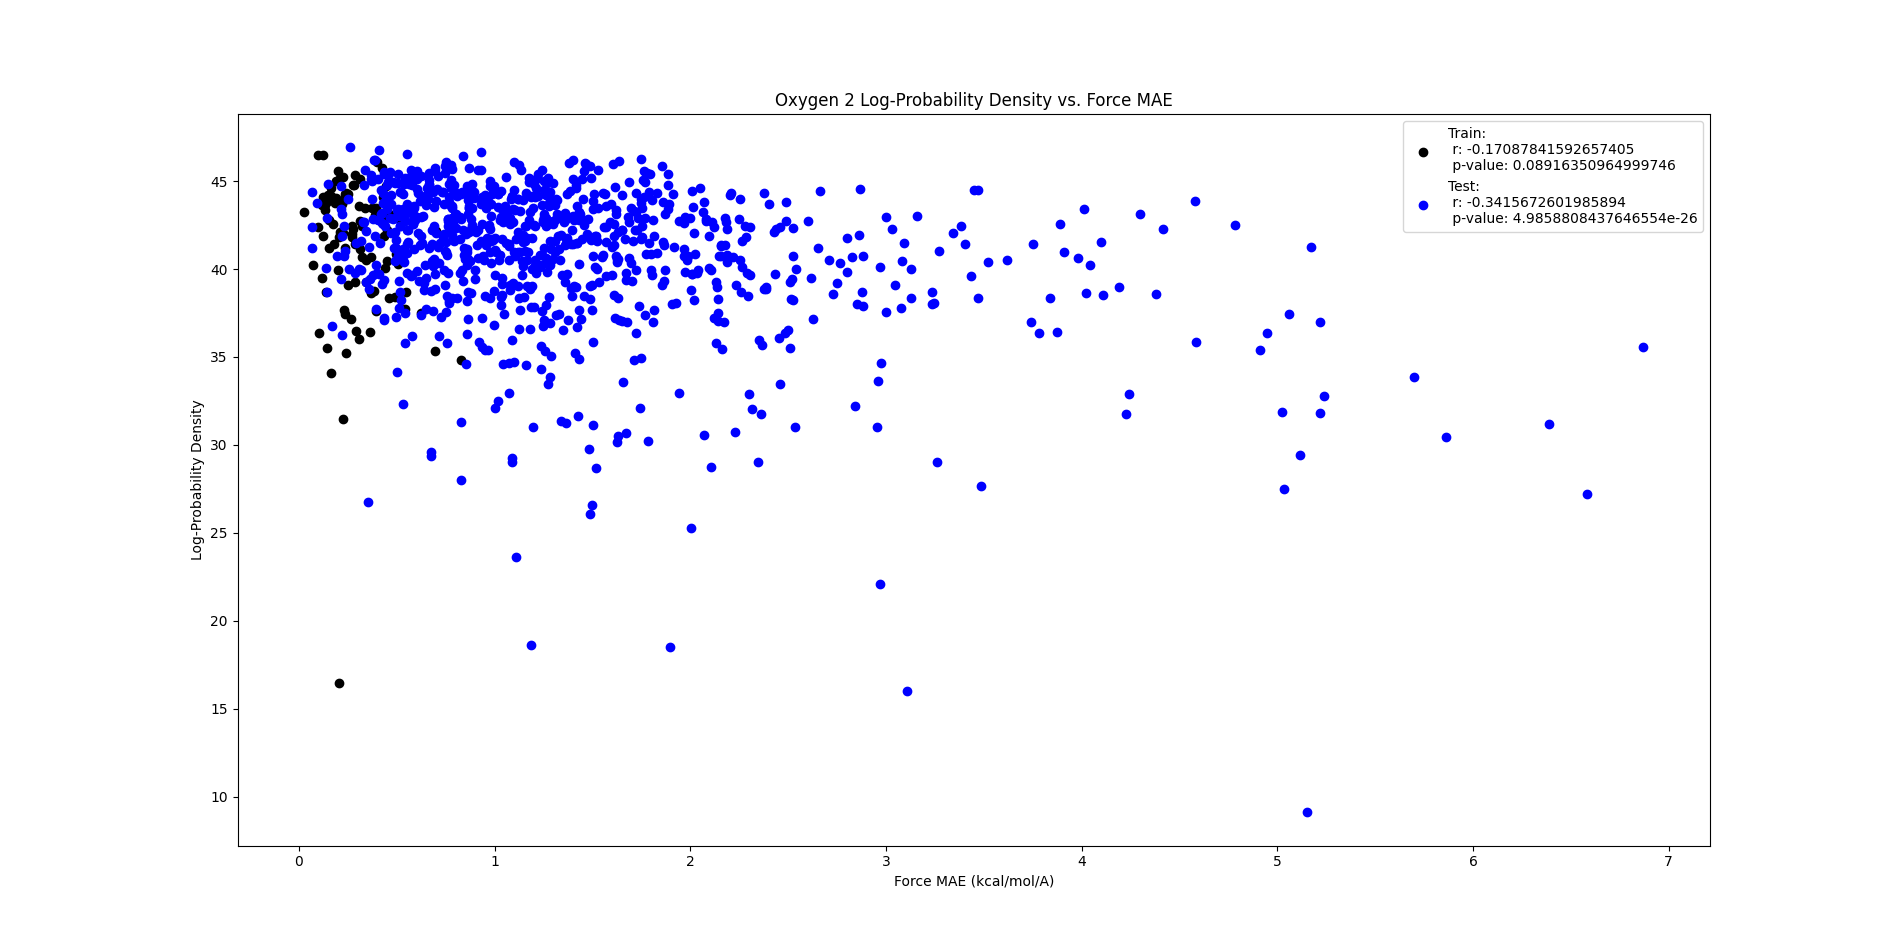 Oxygen 2 Log-Probability Density vs. Force MAE
Train:
r: -0.17087841592657405
p-value: 0.08916350964999746
Test:
r: -0.3415672601985894
p-value: 4.9858808437646554e-26
Log-Probability Density
45
40
35
30
25
20
15
10
0 1 2 3 4 5 6 7
Force MAE (kcal/mol/A)